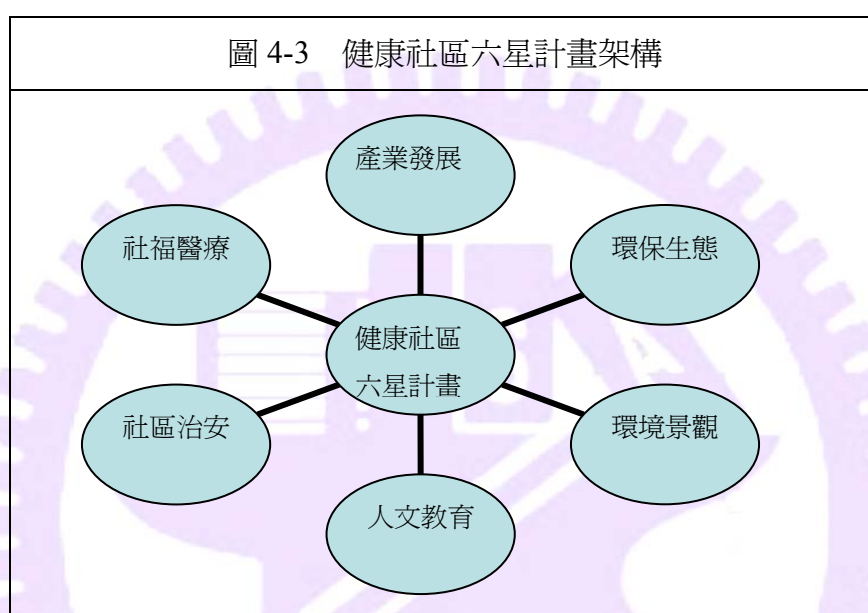 圖 4-3 健康社區六星計畫架構
產業發展
社福醫療
環保生態
健康社區
六星計畫
社區治安
環境景觀
人文教育